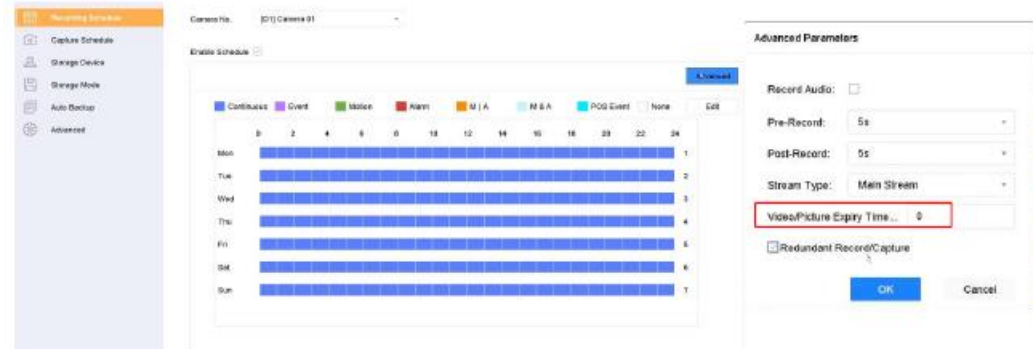 Recording Schedule
Capture Schedule
Storage Device
Storage Mode
Auto Backup
Advanced
Camera No. [D1] Camera 01
Enable Schedule
Advanced
Continuous Event Motion Alarm M | A M & A POS Event None Edit
0 2 4 6 8 10 12 14 16 18 20 22 24
Mon 1
Tue 2
Wed 3
Thu 4
Fri 5
Sat 6
Sun 7
Advanced Parameters
Record Audio:
Pre-Record: 5s
Post-Record: 5s
Stream Type: Main Stream
Video/Picture Expiry Time... 0
Redundant Record/Capture
OK Cancel